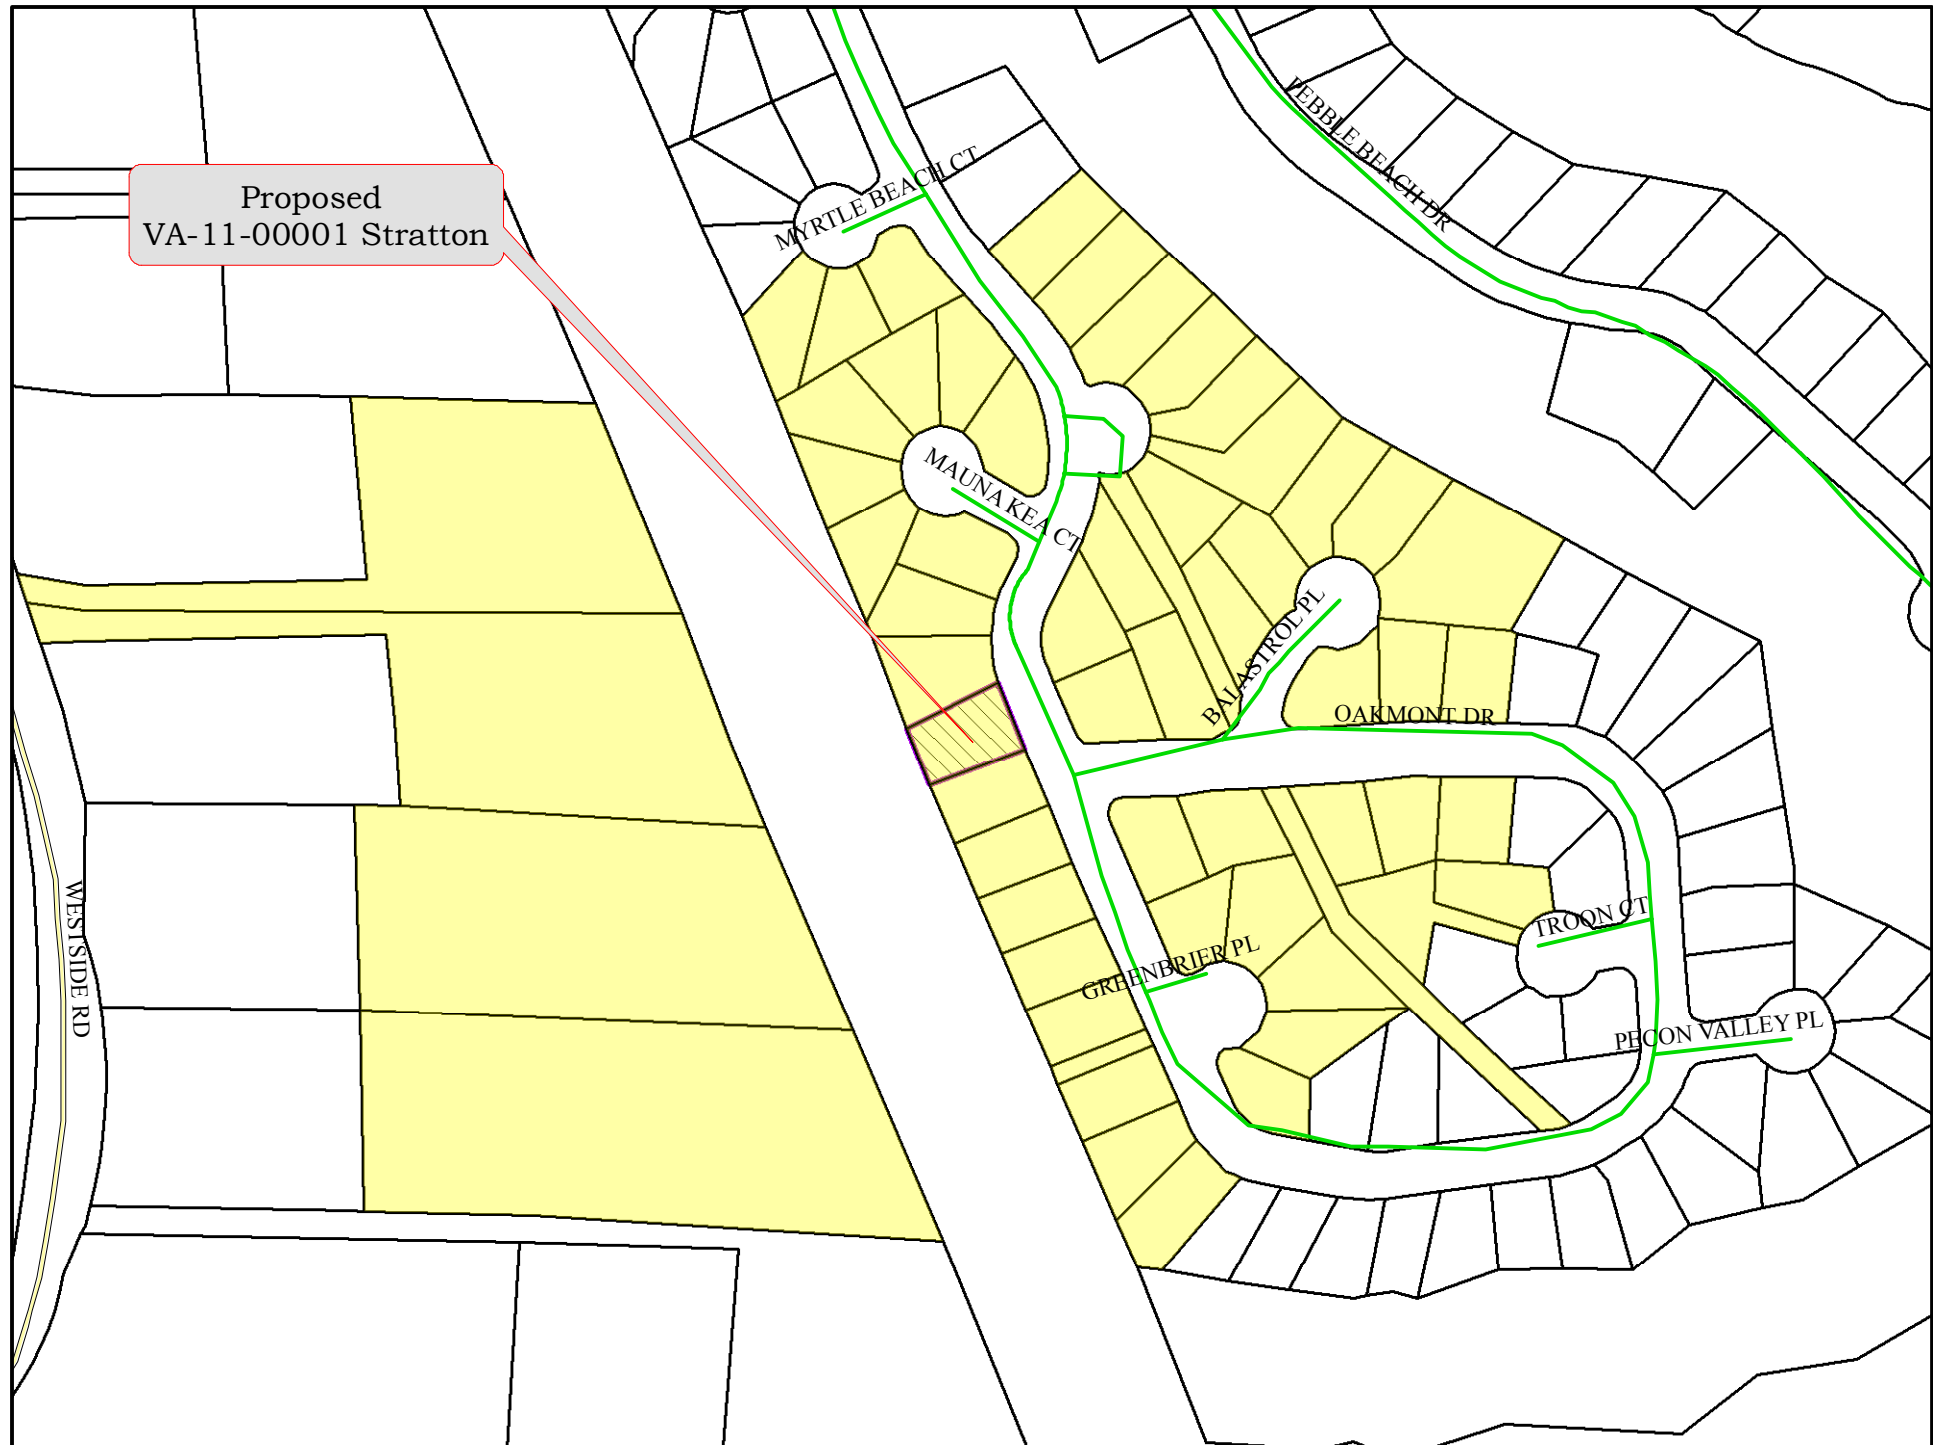 PEBBLE BEACH DR
MYRTLE BEACH CT
Proposed
VA-11-00001 Stratton
MAUNA KEA CT
BALASTROL PL
OAKMONT DR
WESTSIDE RD
TROON CT
GREENBRIER PL
PECON VALLEY PL